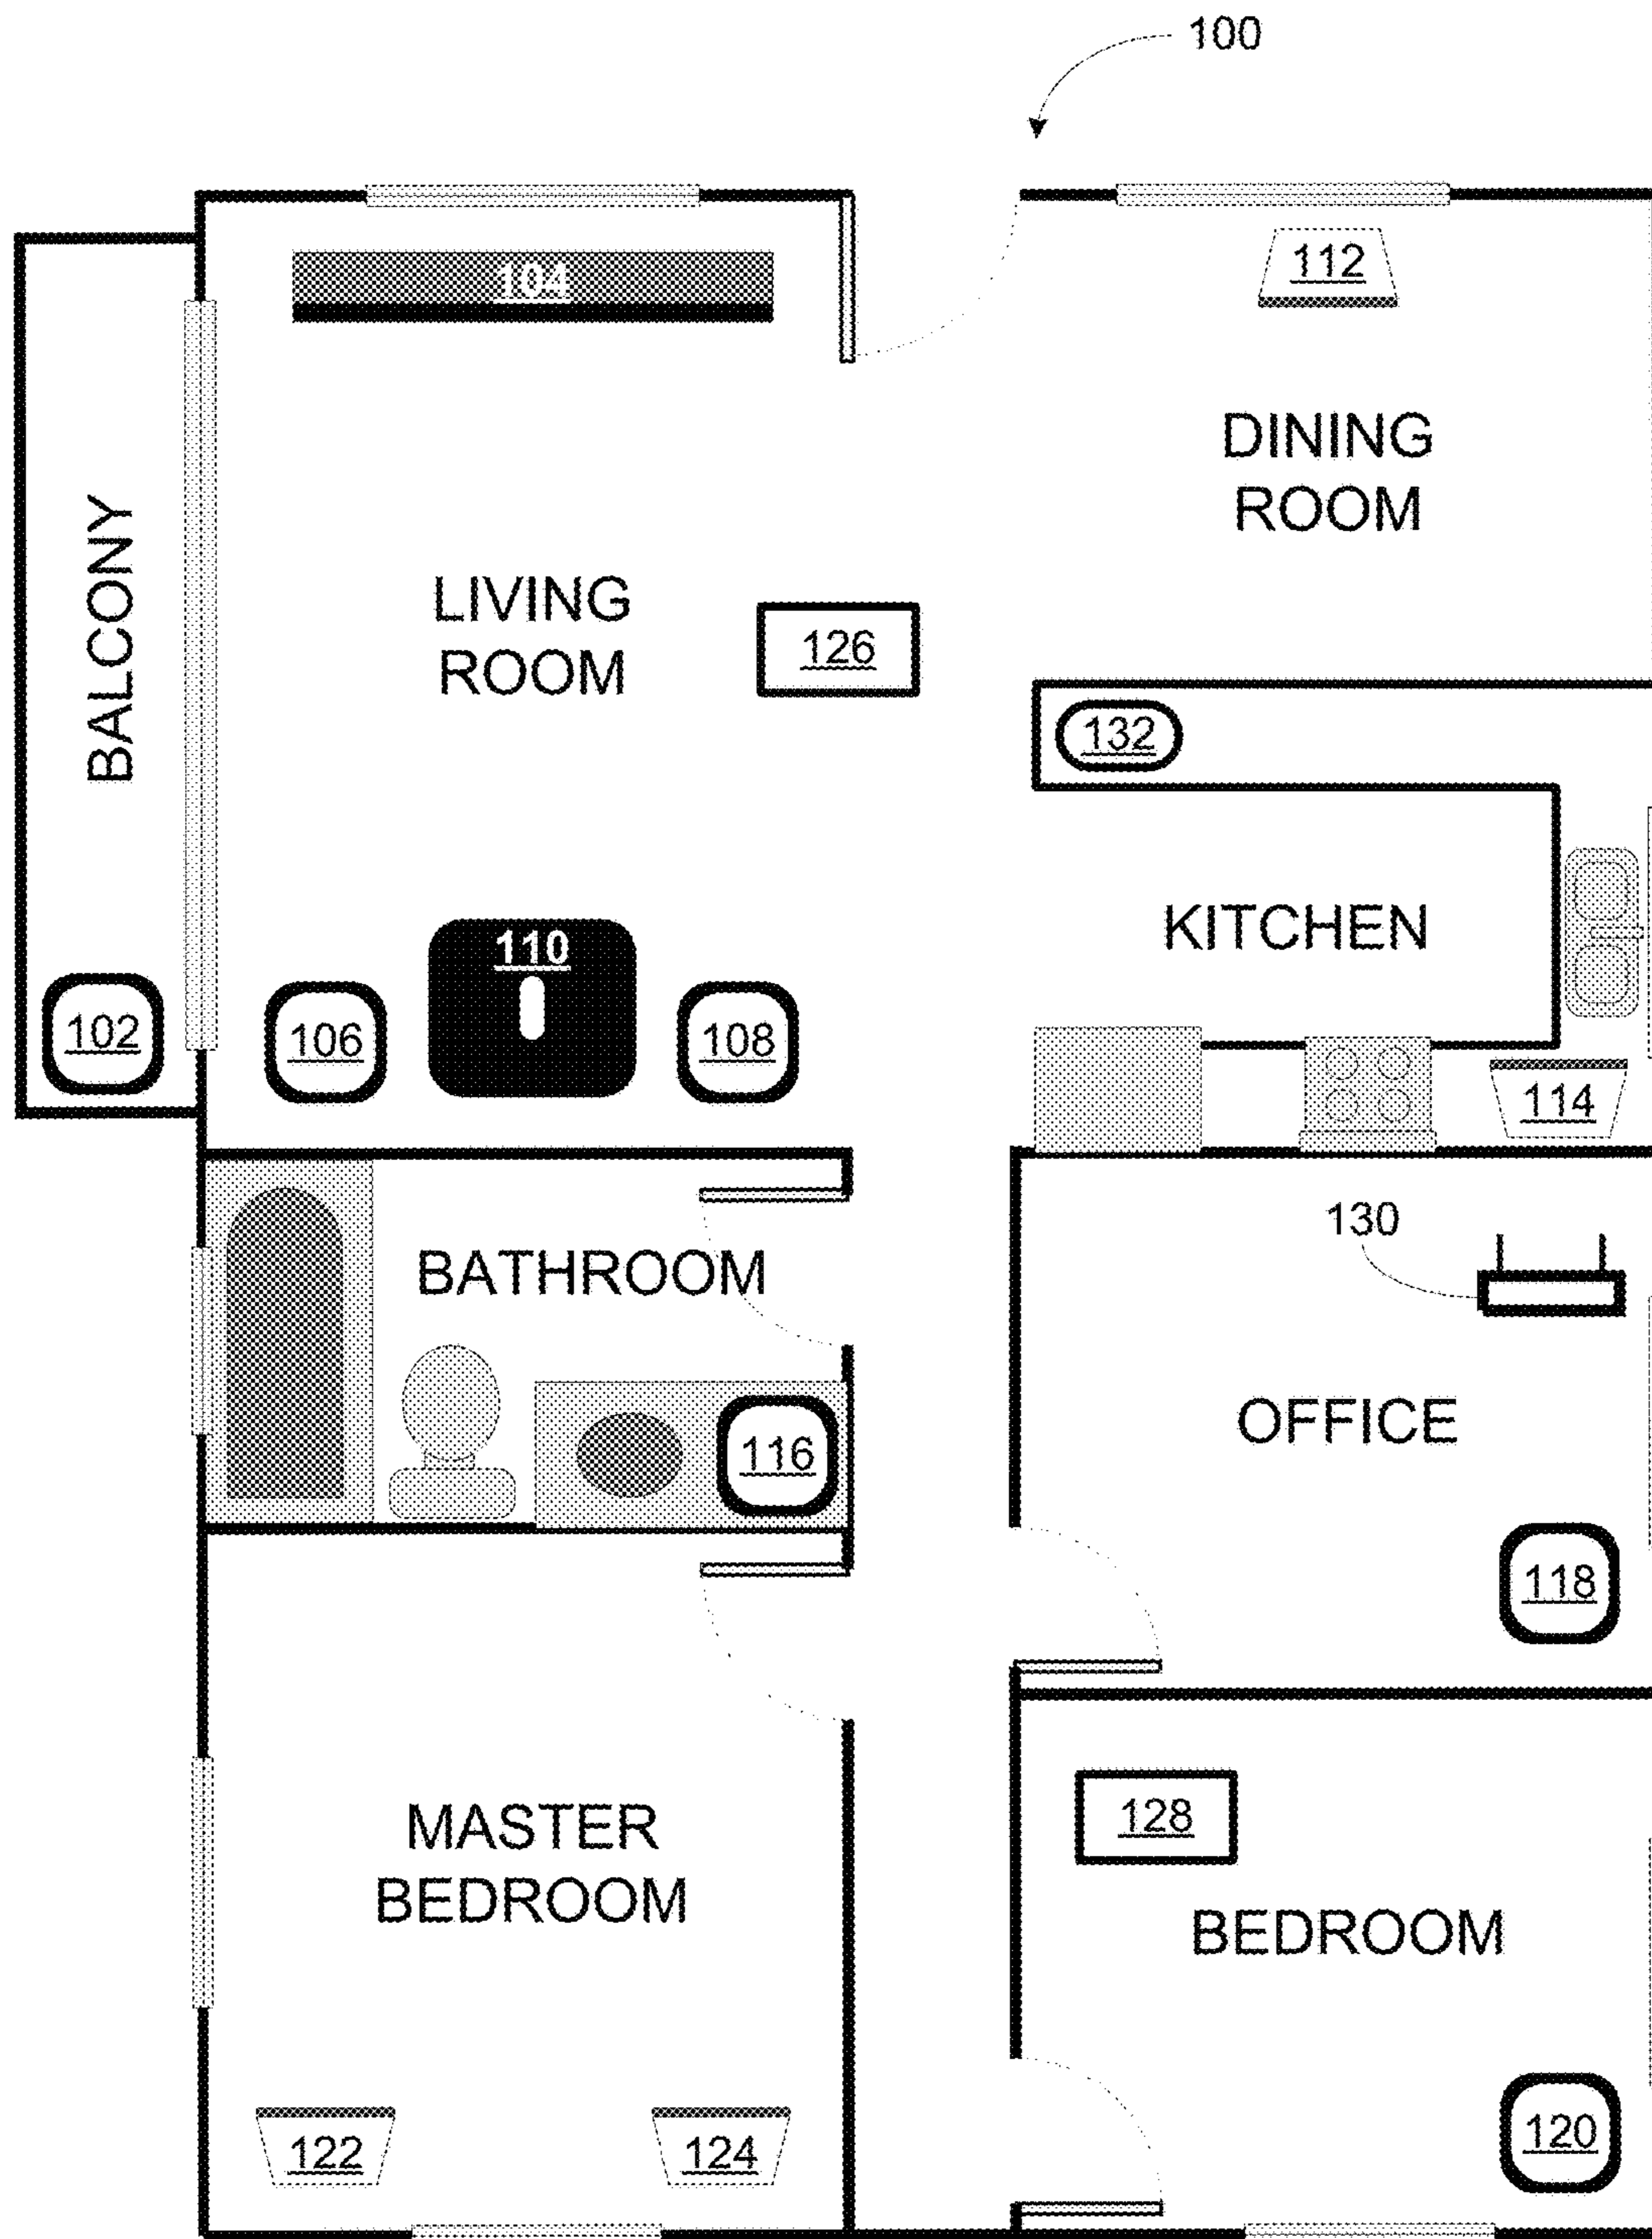 100
104
112
DINING
ROOM
BALCONY
LIVING
ROOM
126
132
110
KITCHEN
102
106
108
114
130
BATHROOM
OFFICE
116
118
128
MASTER
BEDROOM
BEDROOM
122
124
120